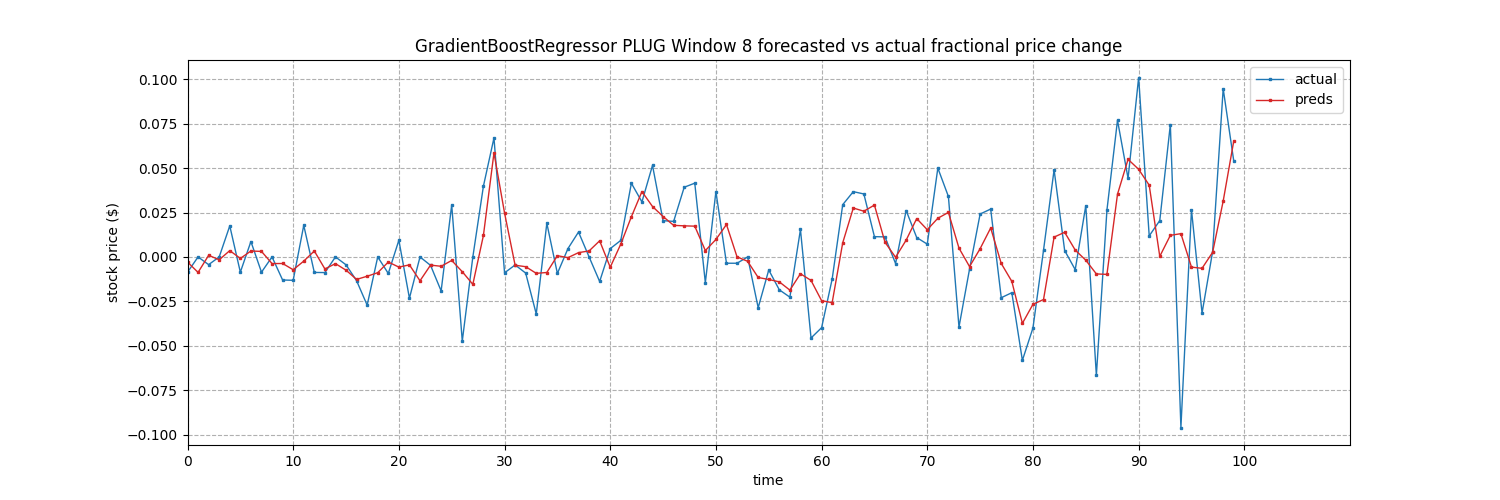 GradientBoostRegressor PLUG Window 8 forecasted vs actual fractional price change
actual
preds
stock price ($)
0.100
0.075
0.050
0.025
0.000
−0.025
−0.050
−0.075
−0.100
0 10 20 30 40 50 60 70 80 90 100
time